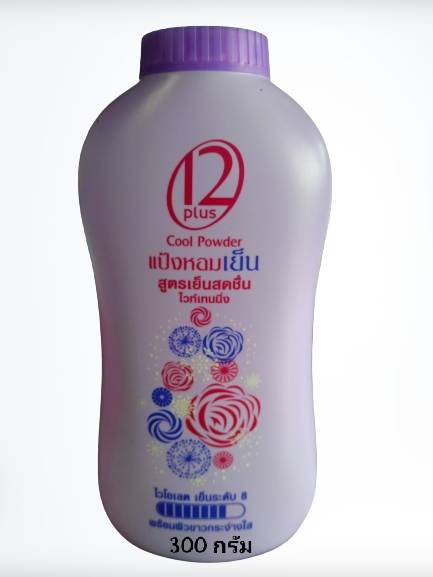 12
plus
Cool Powder
แป้งหอมเย็น
สูตรเย็นสดชื่น
ไวท์เทนนิ่ง
ไวโอเลต เย็นระดับ 8
พร้อมผิวขาวกระจ่างใส
300 กรัม